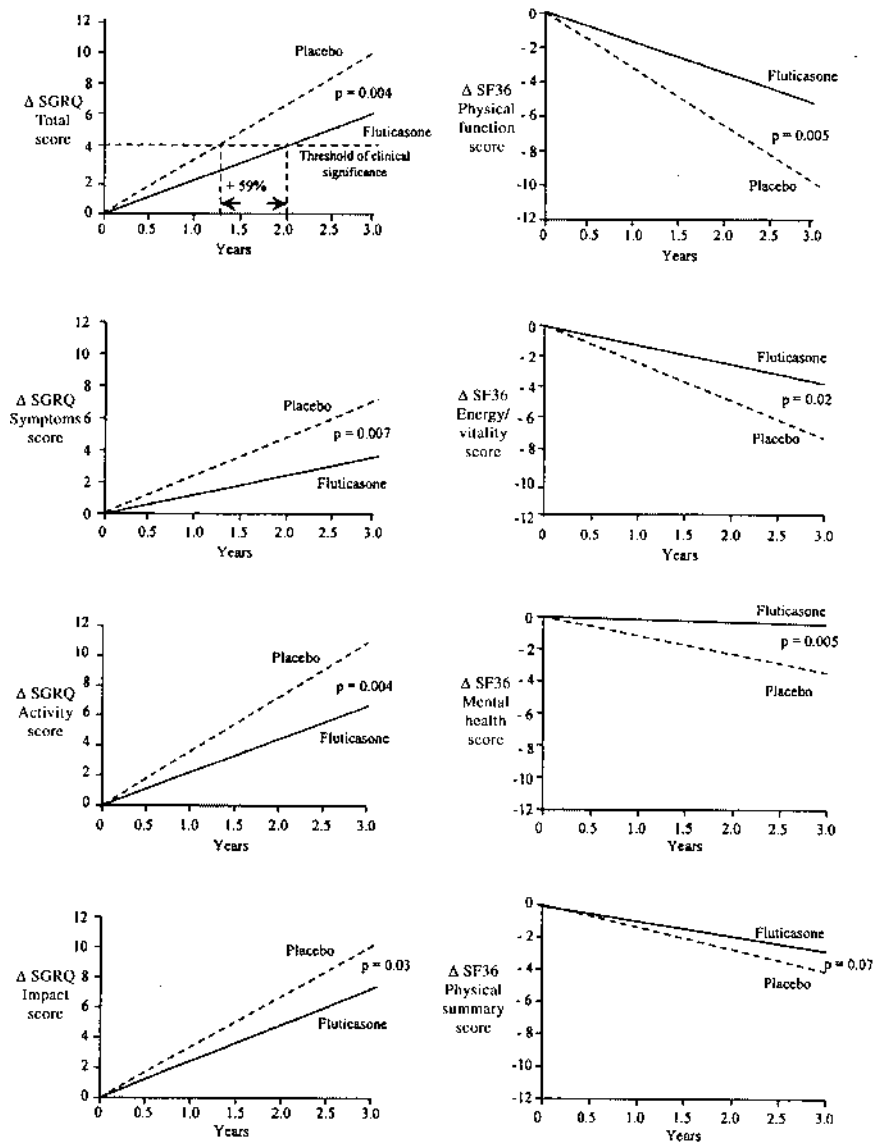 12
10
8
6
4
2
0
Δ SGRQ
Total
score
Placebo
p = 0.004
Fluticasone
Threshold of clinical
significance
+ 59%
0 0.5 1.0 1.5 2.0 2.5 3.0
Years
0
- 2
- 4
- 6
- 8
- 10
- 12
Δ SF36
Physical
function
score
Fluticasone
p = 0.005
Placebo
0 0.5 1.0 1.5 2.0 2.5 3.0
Years
12
10
8
6
4
2
0
Δ SGRQ
Symptoms
score
Placebo
p = 0.007
Fluticasone
0 0.5 1.0 1.5 2.0 2.5 3.0
Years
0
- 2
- 4
- 6
- 8
- 10
- 12
Δ SF36
Energy/
vitality
score
Fluticasone
p = 0.02
Placebo
0 0.5 1.0 1.5 2.0 2.5 3.0
Years
12
10
8
6
4
2
0
Δ SGRQ
Activity
score
Placebo
p = 0.004
Fluticasone
0 0.5 1.0 1.5 2.0 2.5 3.0
Years
0
- 2
- 4
- 6
- 8
- 10
- 12
Δ SF36
Mental
health
score
Fluticasone
p = 0.005
Placebo
0 0.5 1.0 1.5 2.0 2.5 3.0
Years
12
10
8
6
4
2
0
Δ SGRQ
Impact
score
Placebo
p = 0.03
Fluticasone
0 0.5 1.0 1.5 2.0 2.5 3.0
Years
0
- 2
- 4
- 6
- 8
- 10
- 12
Δ SF36
Physical
summary
score
Fluticasone
p = 0.07
Placebo
0 0.5 1.0 1.5 2.0 2.5 3.0
Years